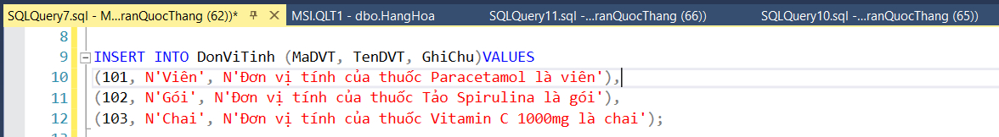 SQLQuery7.sql - M...ranQuocThang (62))* MSI.QLT1 - dbo.HangHoa SQLQuery11.sql -...ranQuocThang (66)) SQLQuery10.sql -...ranQuocThang (65))
8
9 INSERT INTO DonViTinh (MaDVT, TenDVT, GhiChu)VALUES
10 (101, N'Viên', N'Đơn vị tính của thuốc Paracetamol là viên'),
11 (102, N'Gói', N'Đơn vị tính của thuốc Tảo Spirulina là gói'),
12 (103, N'Chai', N'Đơn vị tính của thuốc Vitamin C 1000mg là chai');